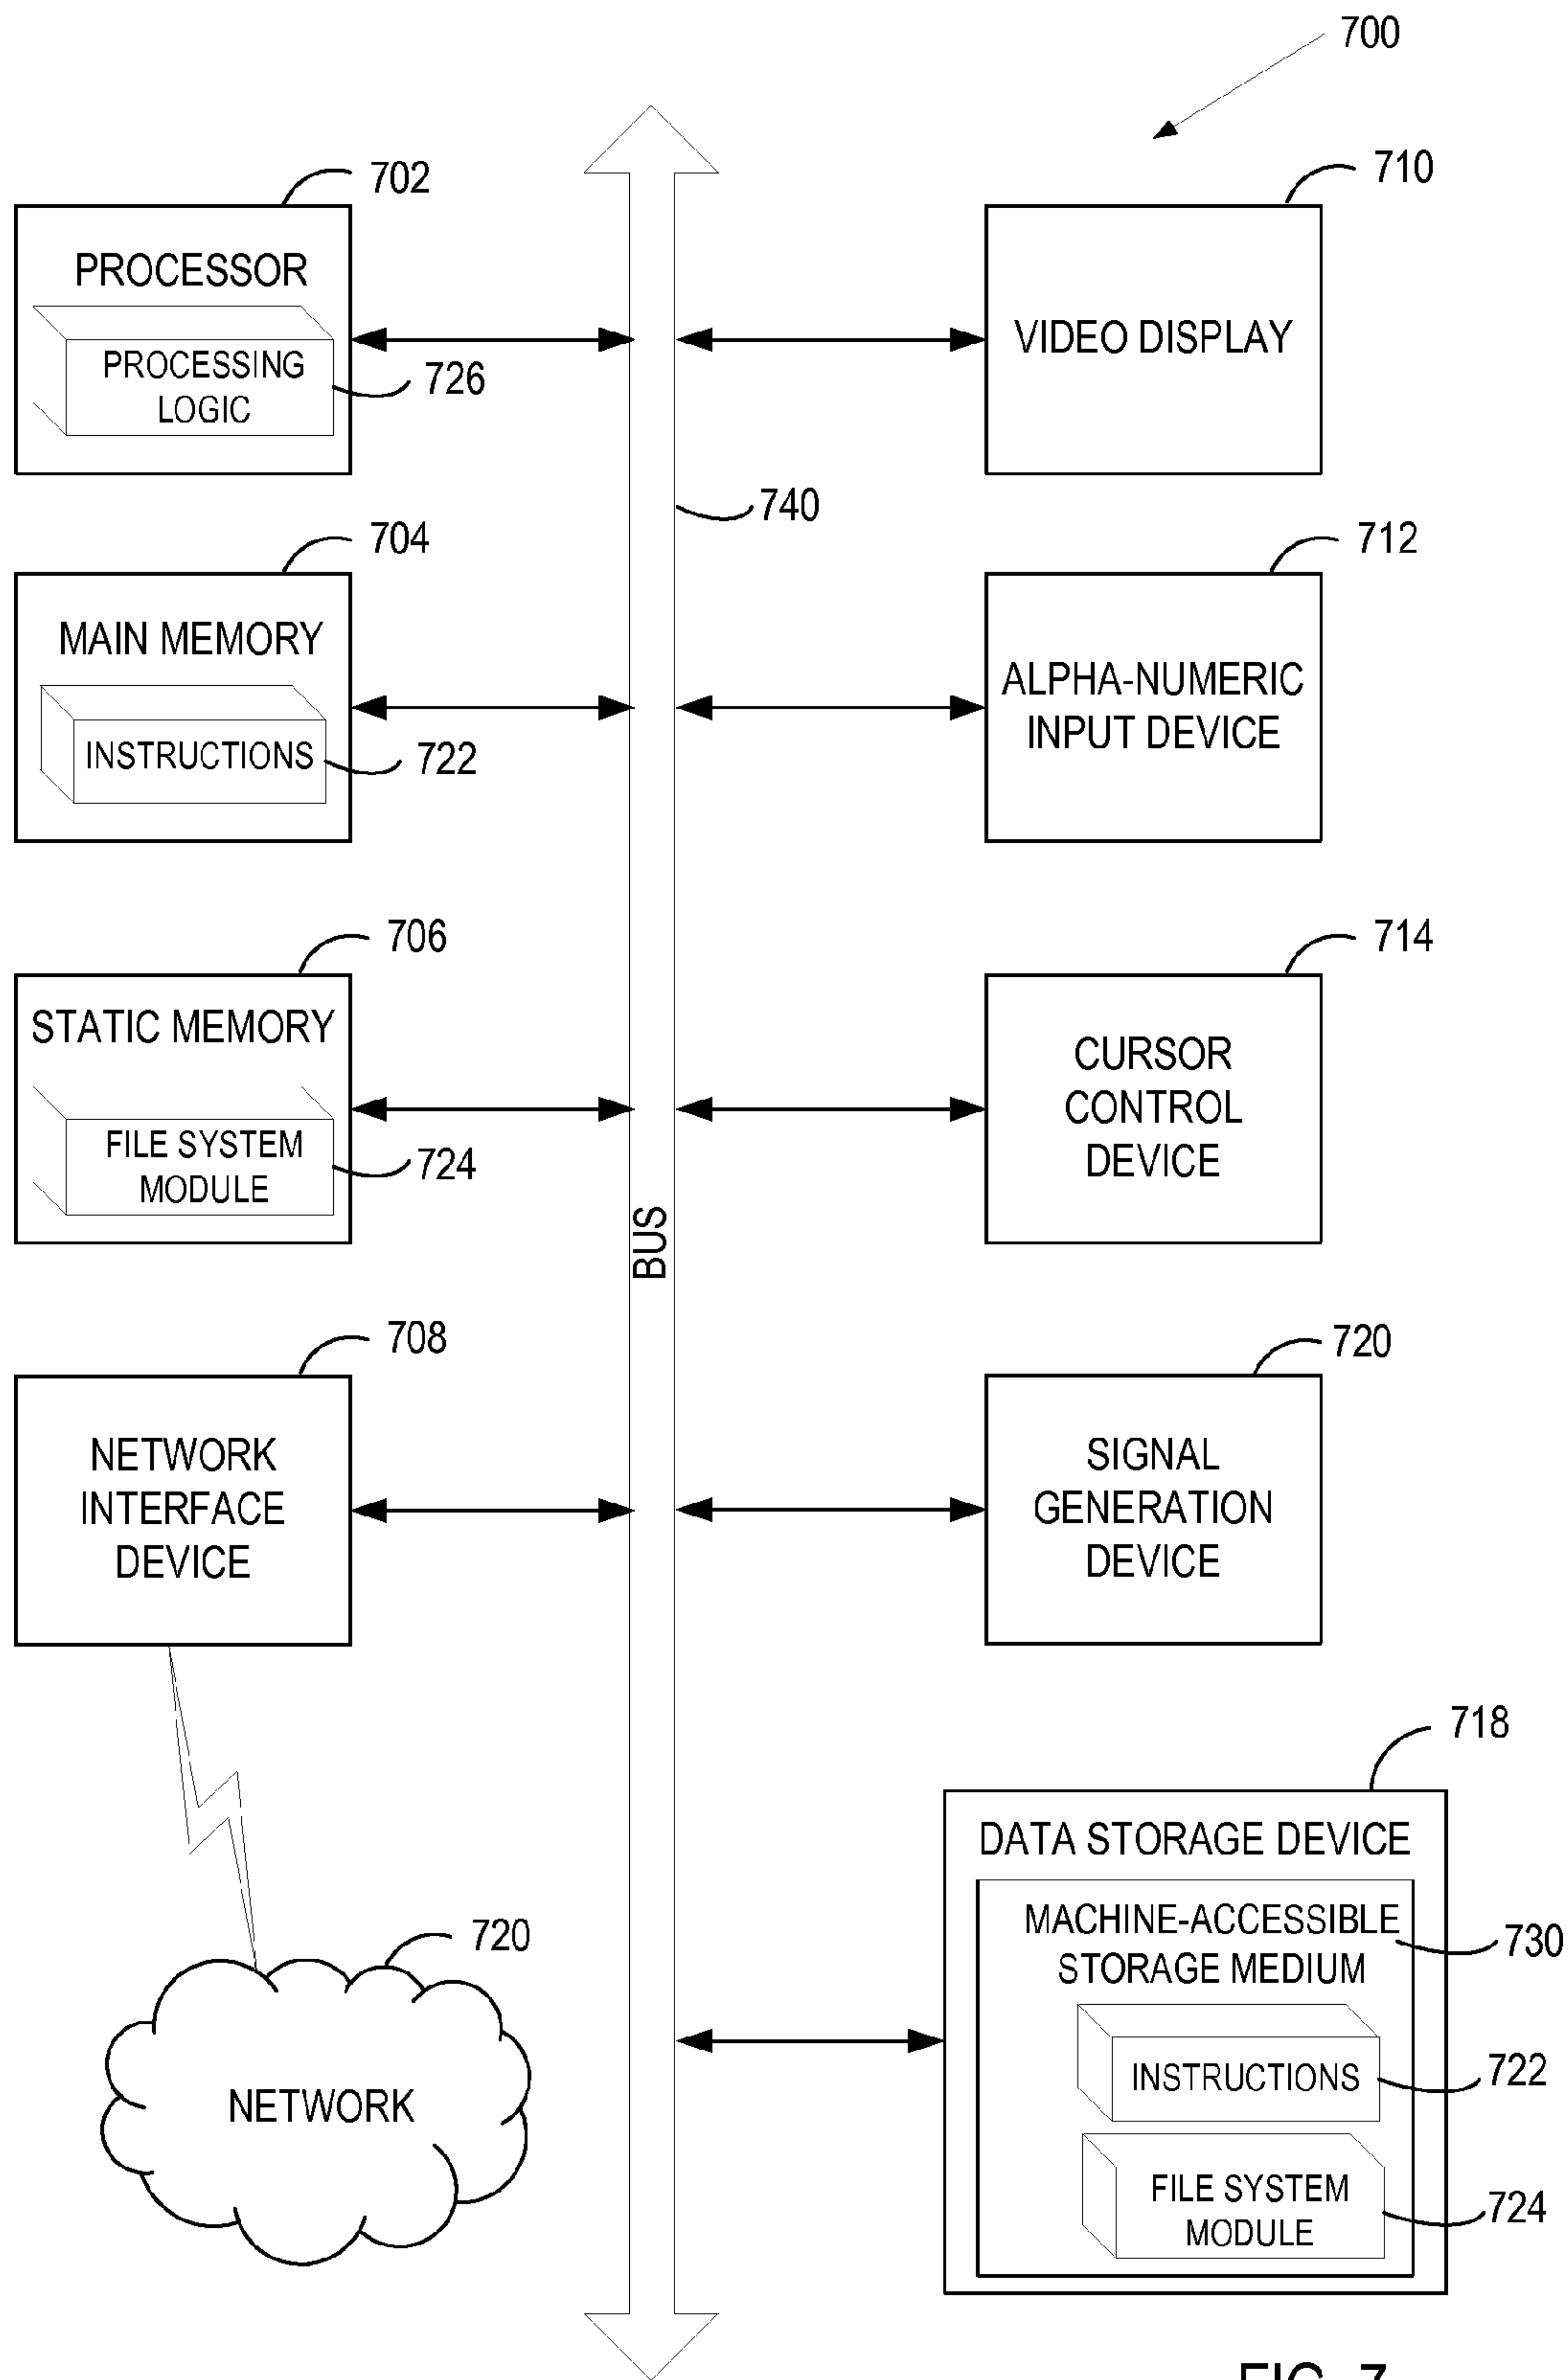 700
702
PROCESSOR
PROCESSING
LOGIC
726
710
VIDEO DISPLAY
740
704
MAIN MEMORY
INSTRUCTIONS
722
712
ALPHA-NUMERIC
INPUT DEVICE
706
STATIC MEMORY
FILE SYSTEM
MODULE
724
714
CURSOR
CONTROL
DEVICE
BUS
708
NETWORK
INTERFACE
DEVICE
720
SIGNAL
GENERATION
DEVICE
718
DATA STORAGE DEVICE
MACHINE-ACCESSIBLE
STORAGE MEDIUM
730
INSTRUCTIONS
722
FILE SYSTEM
MODULE
724
720
NETWORK
FIG. 7